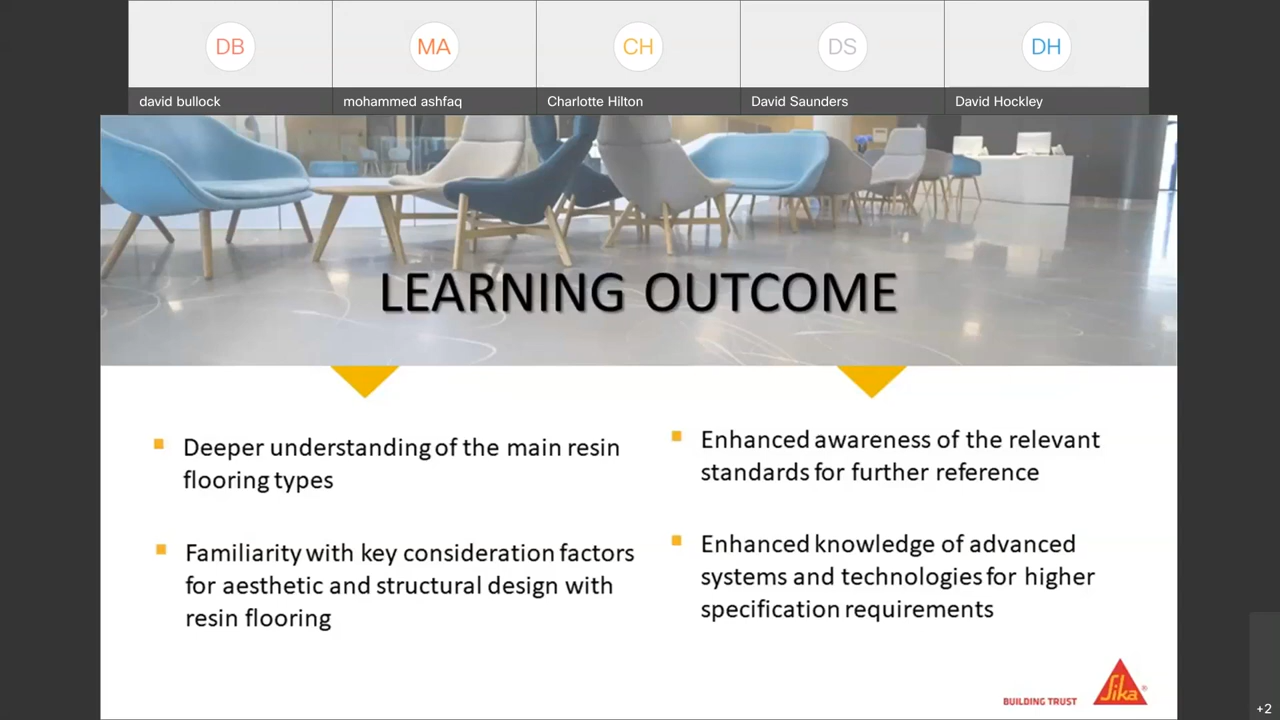 DB
MA
CH
DS
DH
david bullock
mohammed ashfaq
Charlotte Hilton
David Saunders
David Hockley
LEARNING OUTCOME
Deeper understanding of the main resin
flooring types
Familiarity with key consideration factors
for aesthetic and structural design with
resin flooring
Enhanced awareness of the relevant
standards for further reference
Enhanced knowledge of advanced
systems and technologies for higher
specification requirements
BUILDING TRUST
Sika
+2